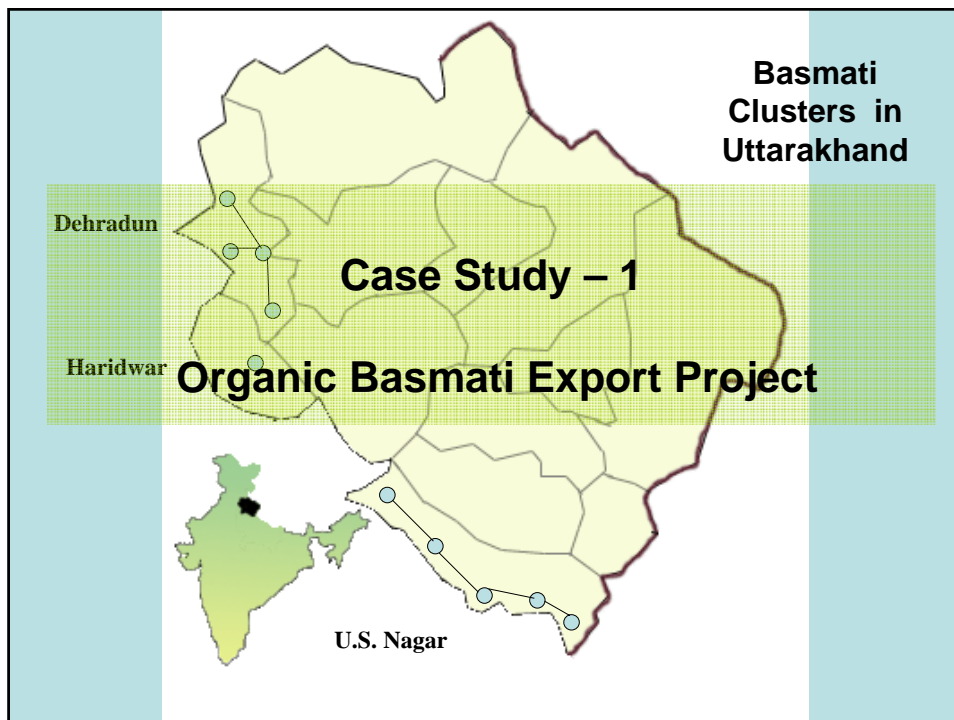 Basmati
Clusters in
Uttarakhand
Dehradun
Case Study – 1
Haridwar
Organic Basmati Export Project
U.S. Nagar